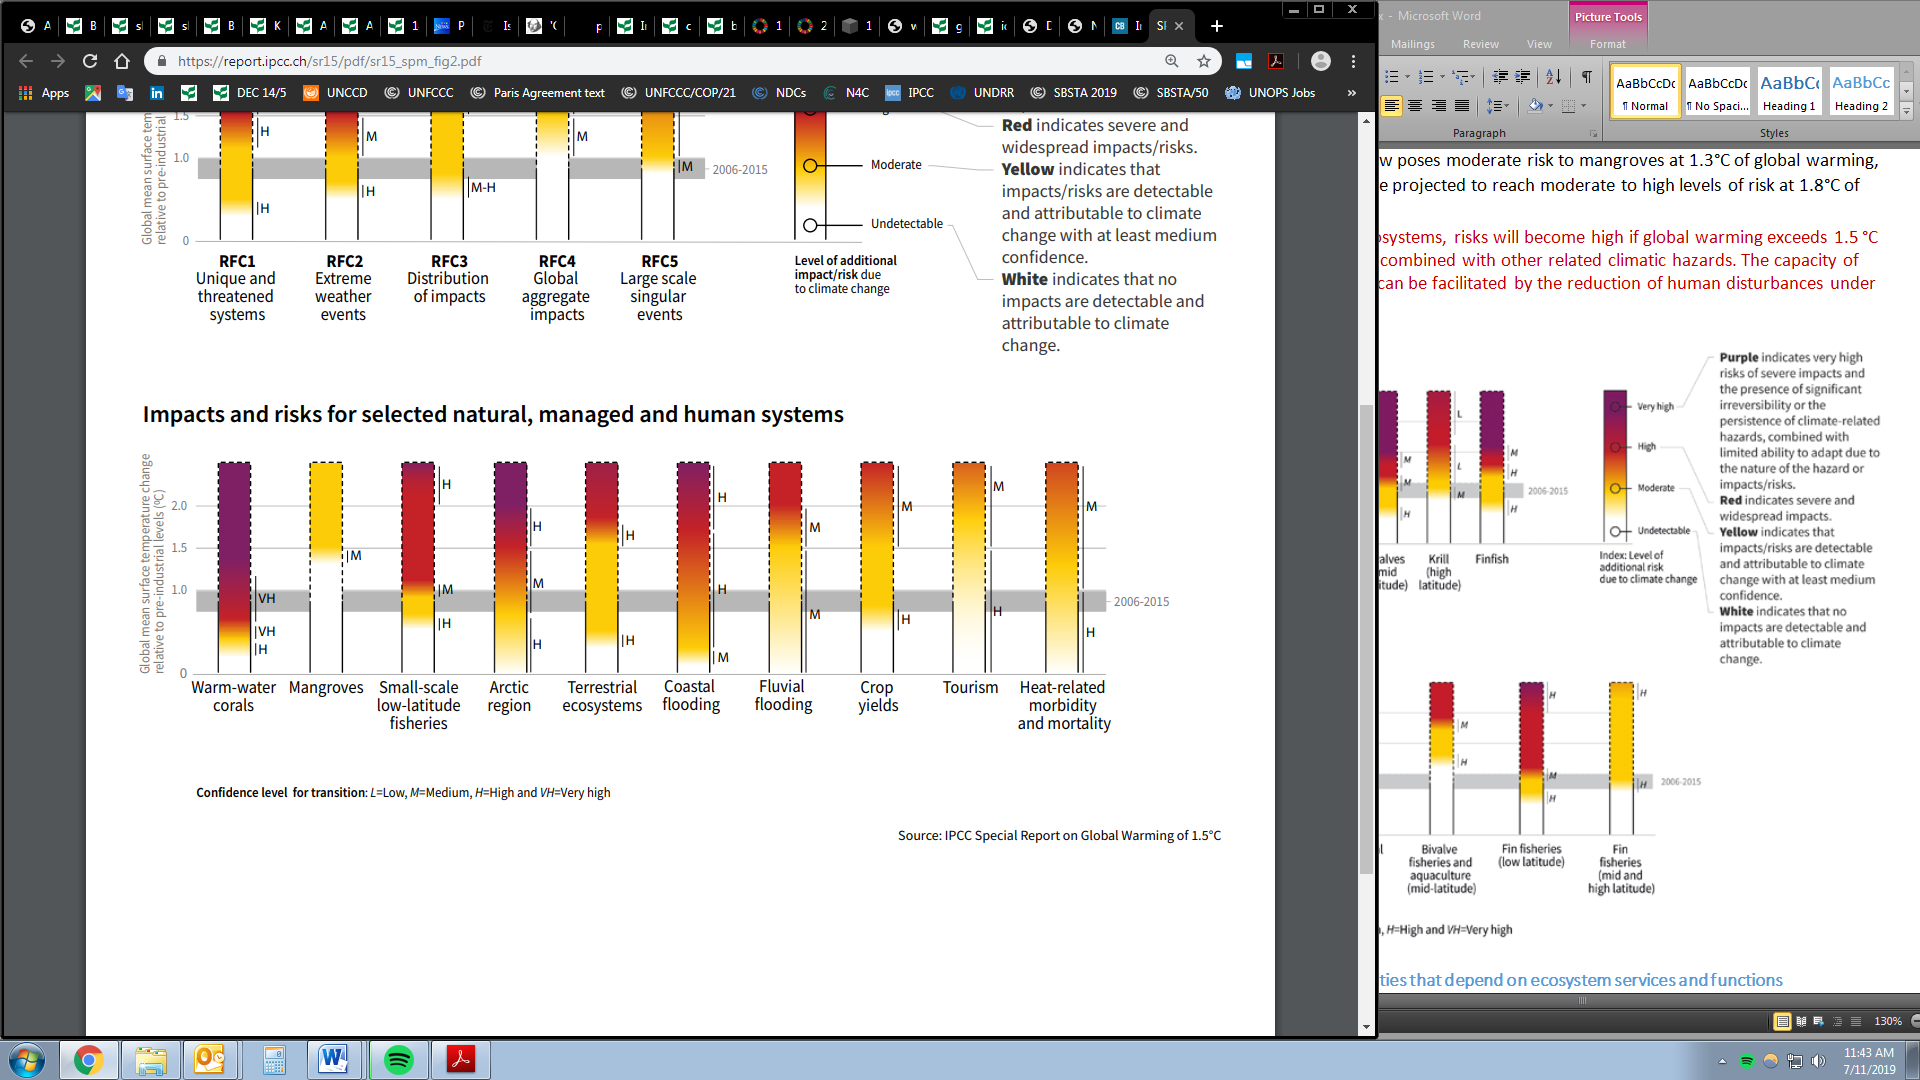 - Microsoft Word
Picture Tools
Mailings Review View Format
https://report.ipcc.ch/sr15/pdf/sr15_spm_fig2.pdf
Apps DEC 14/5 UNCCD UNFCCC Paris Agreement text UNFCCC/COP/21 NDCs N4C IPCC UNDRR SBSTA 2019 SBSTA/50 UNOPS Jobs »
AaBbCcDc AaBbCcDc AaBbCc AaBbCc
¶ Normal ¶ No Spaci... Heading 1 Heading 2
Paragraph Styles
Global mean surface tem
relative to pre-industrial
1.5
1.0
0
H
H
M
H
M-H
M
M
2006-2015
RFC1
Unique and
threatened
systems
RFC2
Extreme
weather
events
RFC3
Distribution
of impacts
RFC4
Global
aggregate
impacts
RFC5
Large scale
singular
events
Moderate
Undetectable
Level of additional
impact/risk due
to climate change
Red indicates severe and
widespread impacts/risks.
Yellow indicates that
impacts/risks are detectable
and attributable to climate
change with at least medium
confidence.
White indicates that no
impacts are detectable and
attributable to climate
change.
Impacts and risks for selected natural, managed and human systems
Global mean surface temperature change
relative to pre-industrial levels (°C)
2.0
1.5
1.0
0
VH
VH
H
M
H
M
H
H
M
H
H
H
H
H
M
M
M
M
H
M
H
M
H
2006-2015
Warm-water
corals
Mangroves
Small-scale
low-latitude
fisheries
Arctic
region
Terrestrial
ecosystems
Coastal
flooding
Fluvial
flooding
Crop
yields
Tourism
Heat-related
morbidity
and mortality
Confidence level for transition: L=Low, M=Medium, H=High and VH=Very high
Source: IPCC Special Report on Global Warming of 1.5°C
w poses moderate risk to mangroves at 1.3°C of global warming,
e projected to reach moderate to high levels of risk at 1.8°C of
systems, risks will become high if global warming exceeds 1.5 °C
combined with other related climatic hazards. The capacity of
can be facilitated by the reduction of human disturbances under
M
M
H
L
L
M
M
H
H
2006-2015
alves
mid
itude)
Krill
(high
latitude)
Finfish
Very high
High
Moderate
Undetectable
Index: Level of
additional risk
due to climate change
Purple indicates very high
risks of severe impacts and
the presence of significant
irreversibility or the
persistence of climate-related
hazards, combined with
limited ability to adapt due to
the nature of the hazard or
impacts/risks.
Red indicates severe and
widespread impacts.
Yellow indicates that
impacts/risks are detectable
and attributable to climate
change with at least medium
confidence.
White indicates that no
impacts are detectable and
attributable to climate
change.
M
H
H
M
H
H
H
2006-2015
Bivalve
fisheries and
aquaculture
(mid-latitude)
Fin fisheries
(low latitude)
Fin
fisheries
(mid and
high latitude)
, H=High and VH=Very high
ties that depend on ecosystem services and functions
130%
11:43 AM
7/11/2019